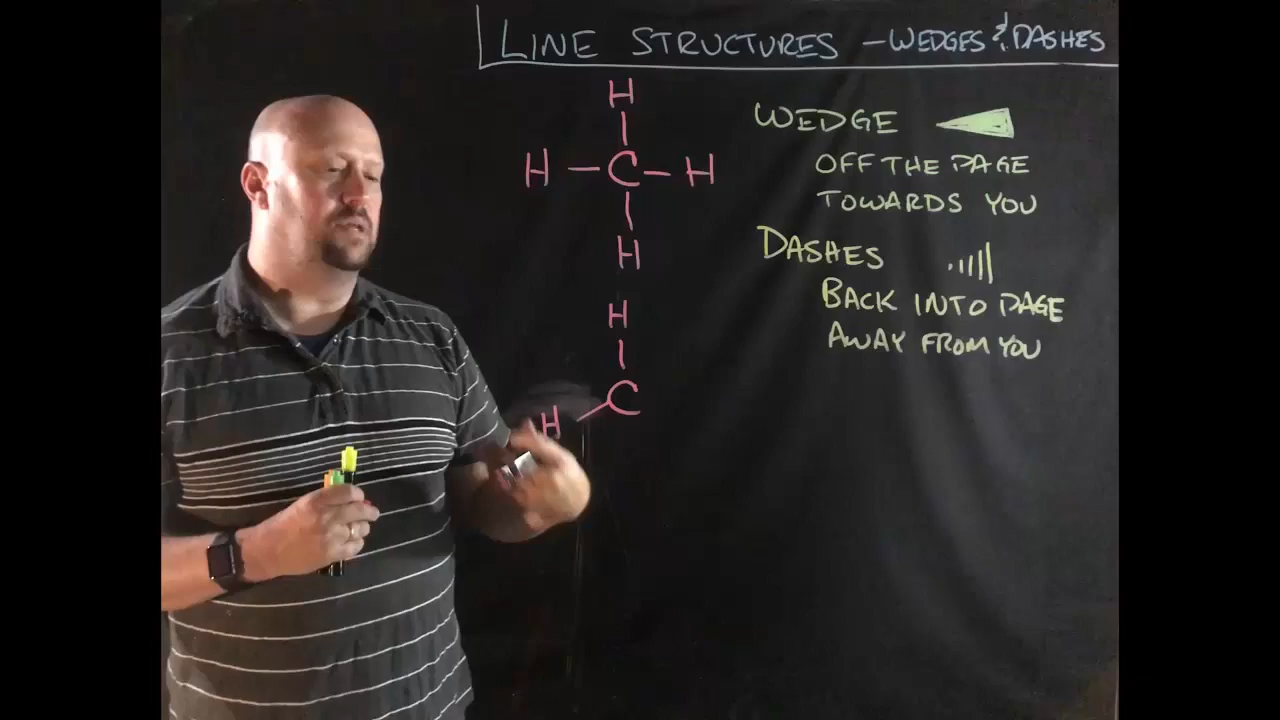 LINE STRUCTURES - WEDGES & DASHES
H
H - C - H
H
WEDGE
OFF THE PAGE
TOWARDS YOU
DASHES
BACK INTO PAGE
AWAY FROM YOU
H
C
H